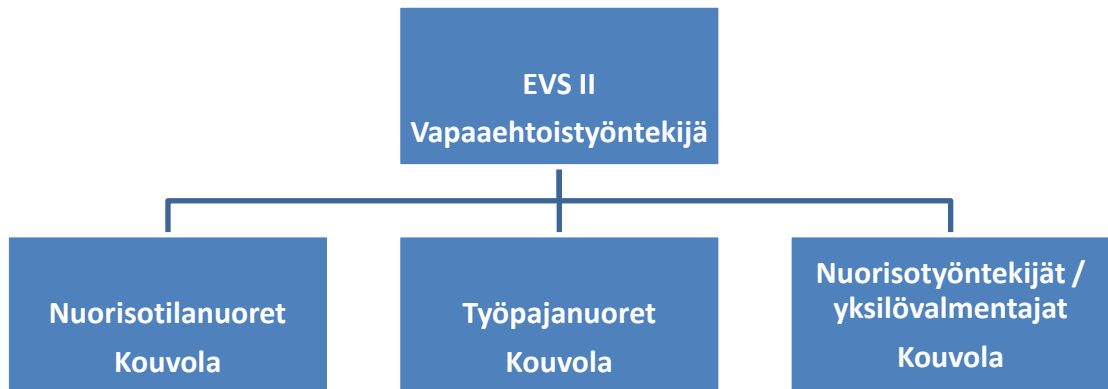 EVS II
Vapaaehtoistyöntekijä
Nuorisotilanuoret
Kouvola
Työpajanuoret
Kouvola
Nuorisotyöntekijät /
yksilövalmentajat
Kouvola